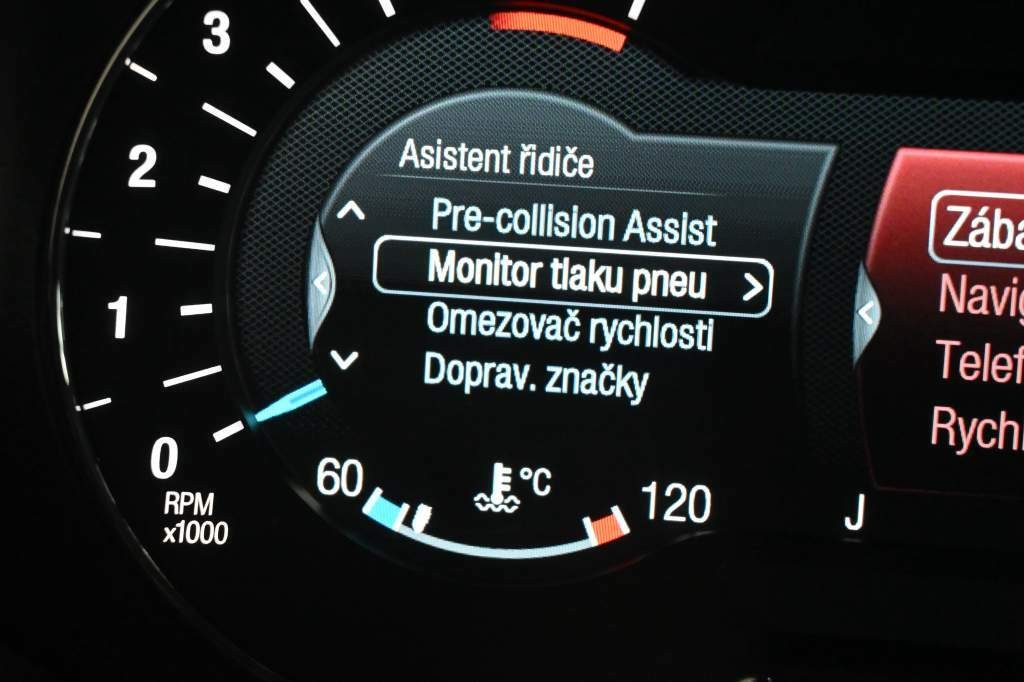 3
2
1
0
RPM
x1000
Asistent řidiče
Pre-collision Assist
Monitor tlaku pneu
Omezovač rychlosti
Doprav. značky
60
°C
120
J